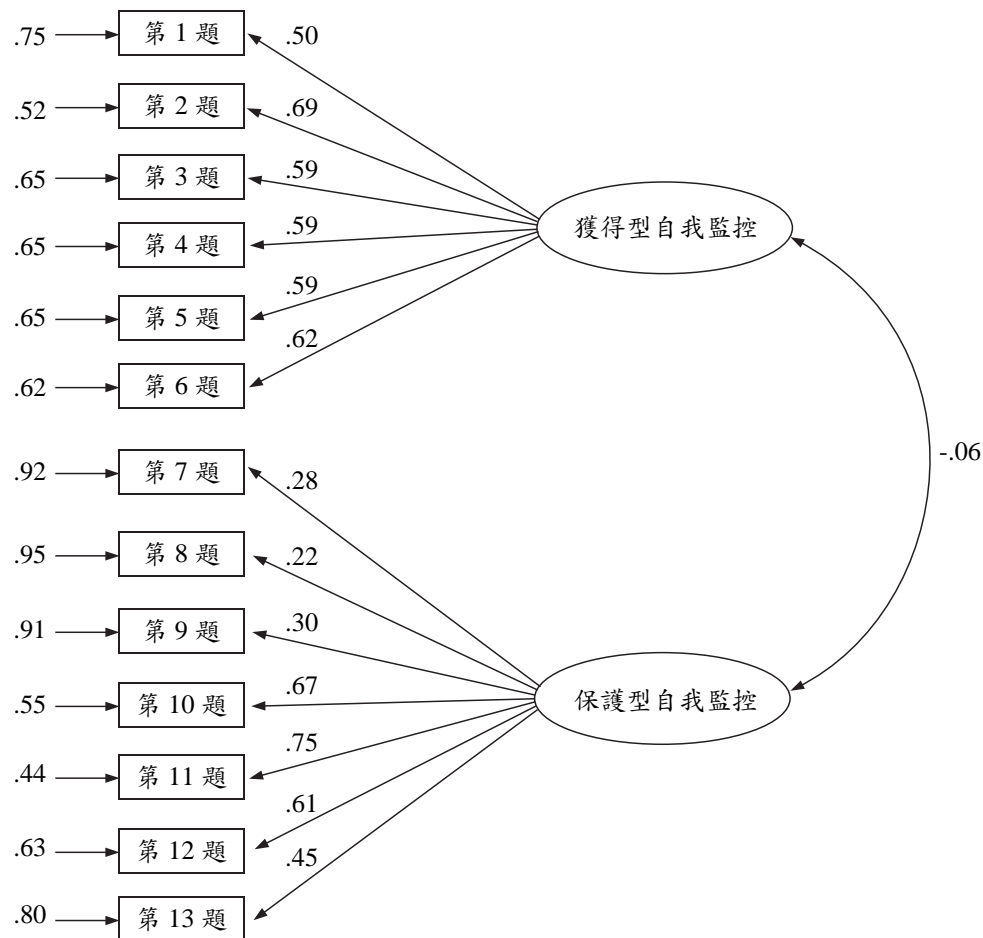 .75 第 1 題 .50
.52 第 2 題 .69
.65 第 3 題 .59
.65 第 4 題 .59
獲得型自我監控
.65 第 5 題 .59
.62 第 6 題 .62
-.06
.92 第 7 題 .28
.95 第 8 題 .22
.91 第 9 題 .30
.55 第 10 題 .67
保護型自我監控
.44 第 11 題 .75
.63 第 12 題 .61
.80 第 13 題 .45